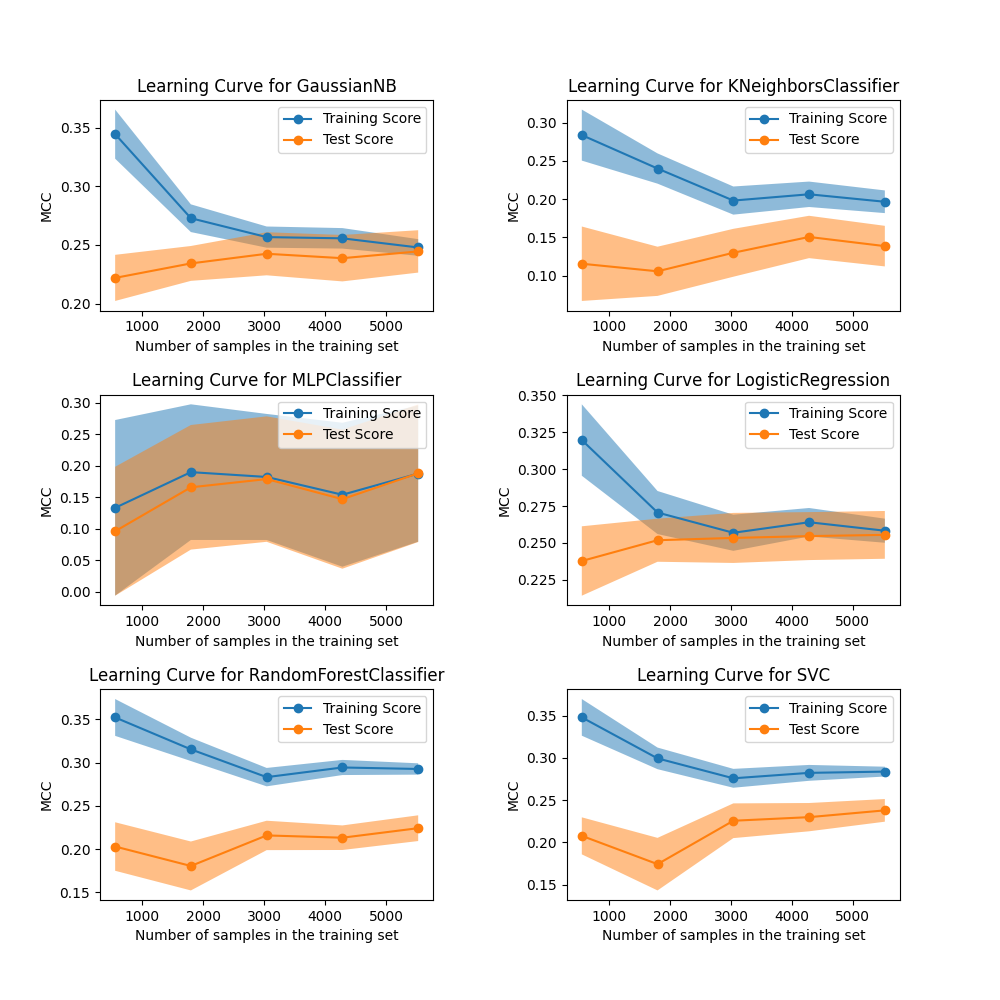 Learning Curve for GaussianNB
Training Score
Test Score
0.35
0.30
0.25
0.20
MCC
1000 2000 3000 4000 5000
Number of samples in the training set
Learning Curve for KNeighborsClassifier
Training Score
Test Score
0.30
0.25
0.20
0.15
0.10
MCC
1000 2000 3000 4000 5000
Number of samples in the training set
Learning Curve for MLPClassifier
Training Score
Test Score
0.30
0.25
0.20
0.15
0.10
0.05
0.00
MCC
1000 2000 3000 4000 5000
Number of samples in the training set
Learning Curve for LogisticRegression
Training Score
Test Score
0.350
0.325
0.300
0.275
0.250
0.225
MCC
1000 2000 3000 4000 5000
Number of samples in the training set
Learning Curve for RandomForestClassifier
Training Score
Test Score
0.35
0.30
0.25
0.20
0.15
MCC
1000 2000 3000 4000 5000
Number of samples in the training set
Learning Curve for SVC
Training Score
Test Score
0.35
0.30
0.25
0.20
0.15
MCC
1000 2000 3000 4000 5000
Number of samples in the training set